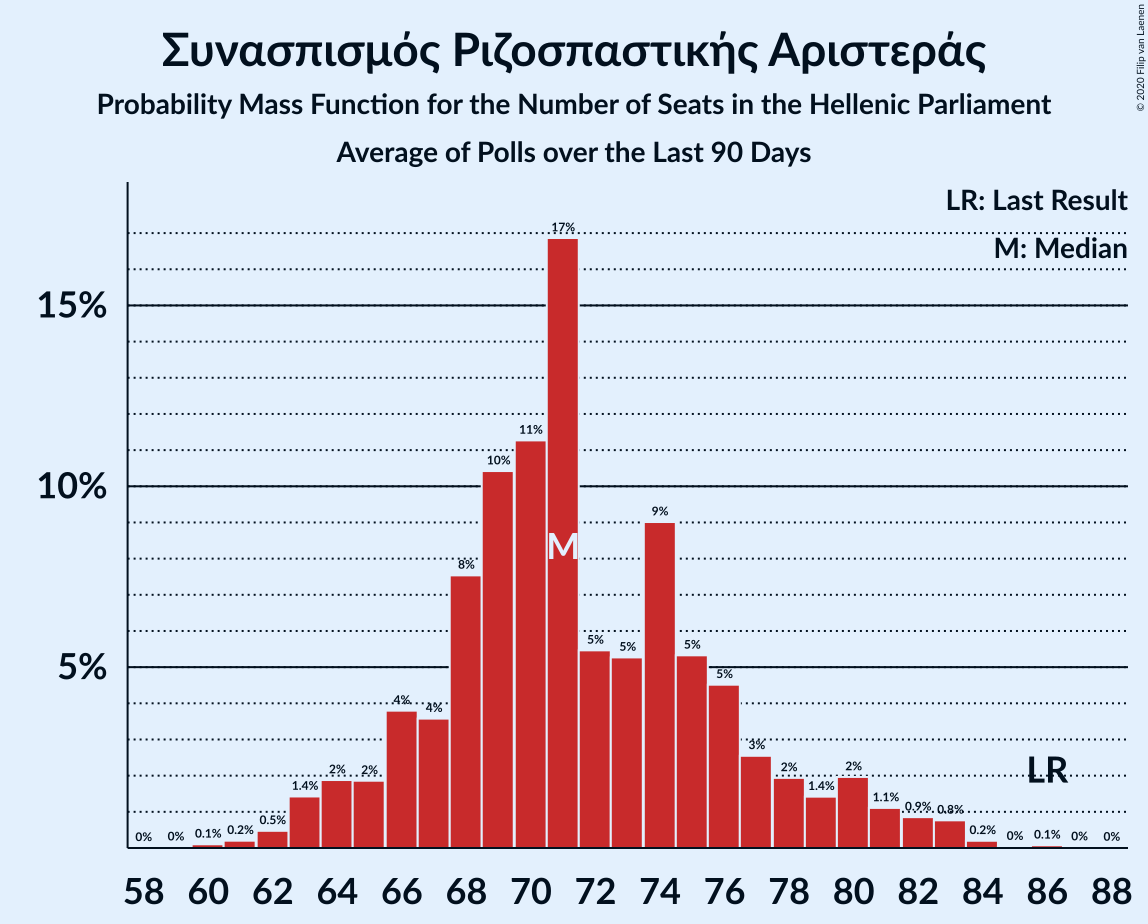 Συνασπισμός Ριζοσπαστικής Αριστεράς
Probability Mass Function for the Number of Seats in the Hellenic Parliament
Average of Polls over the Last 90 Days
© 2020 Filip van Laenen
LR: Last Result
M: Median
15%
10%
5%
0% 0% 0.1% 0.2% 0.5% 1.4% 2% 2% 4% 4% 8% 10% 11% 17% 5% 5% 9% 5% 5% 3% 2% 1.4% 2% 1.1% 0.9% 0.8% 0.2% 0% 0.1% 0% 0%
M
LR
58 60 62 64 66 68 70 72 74 76 78 80 82 84 86 88